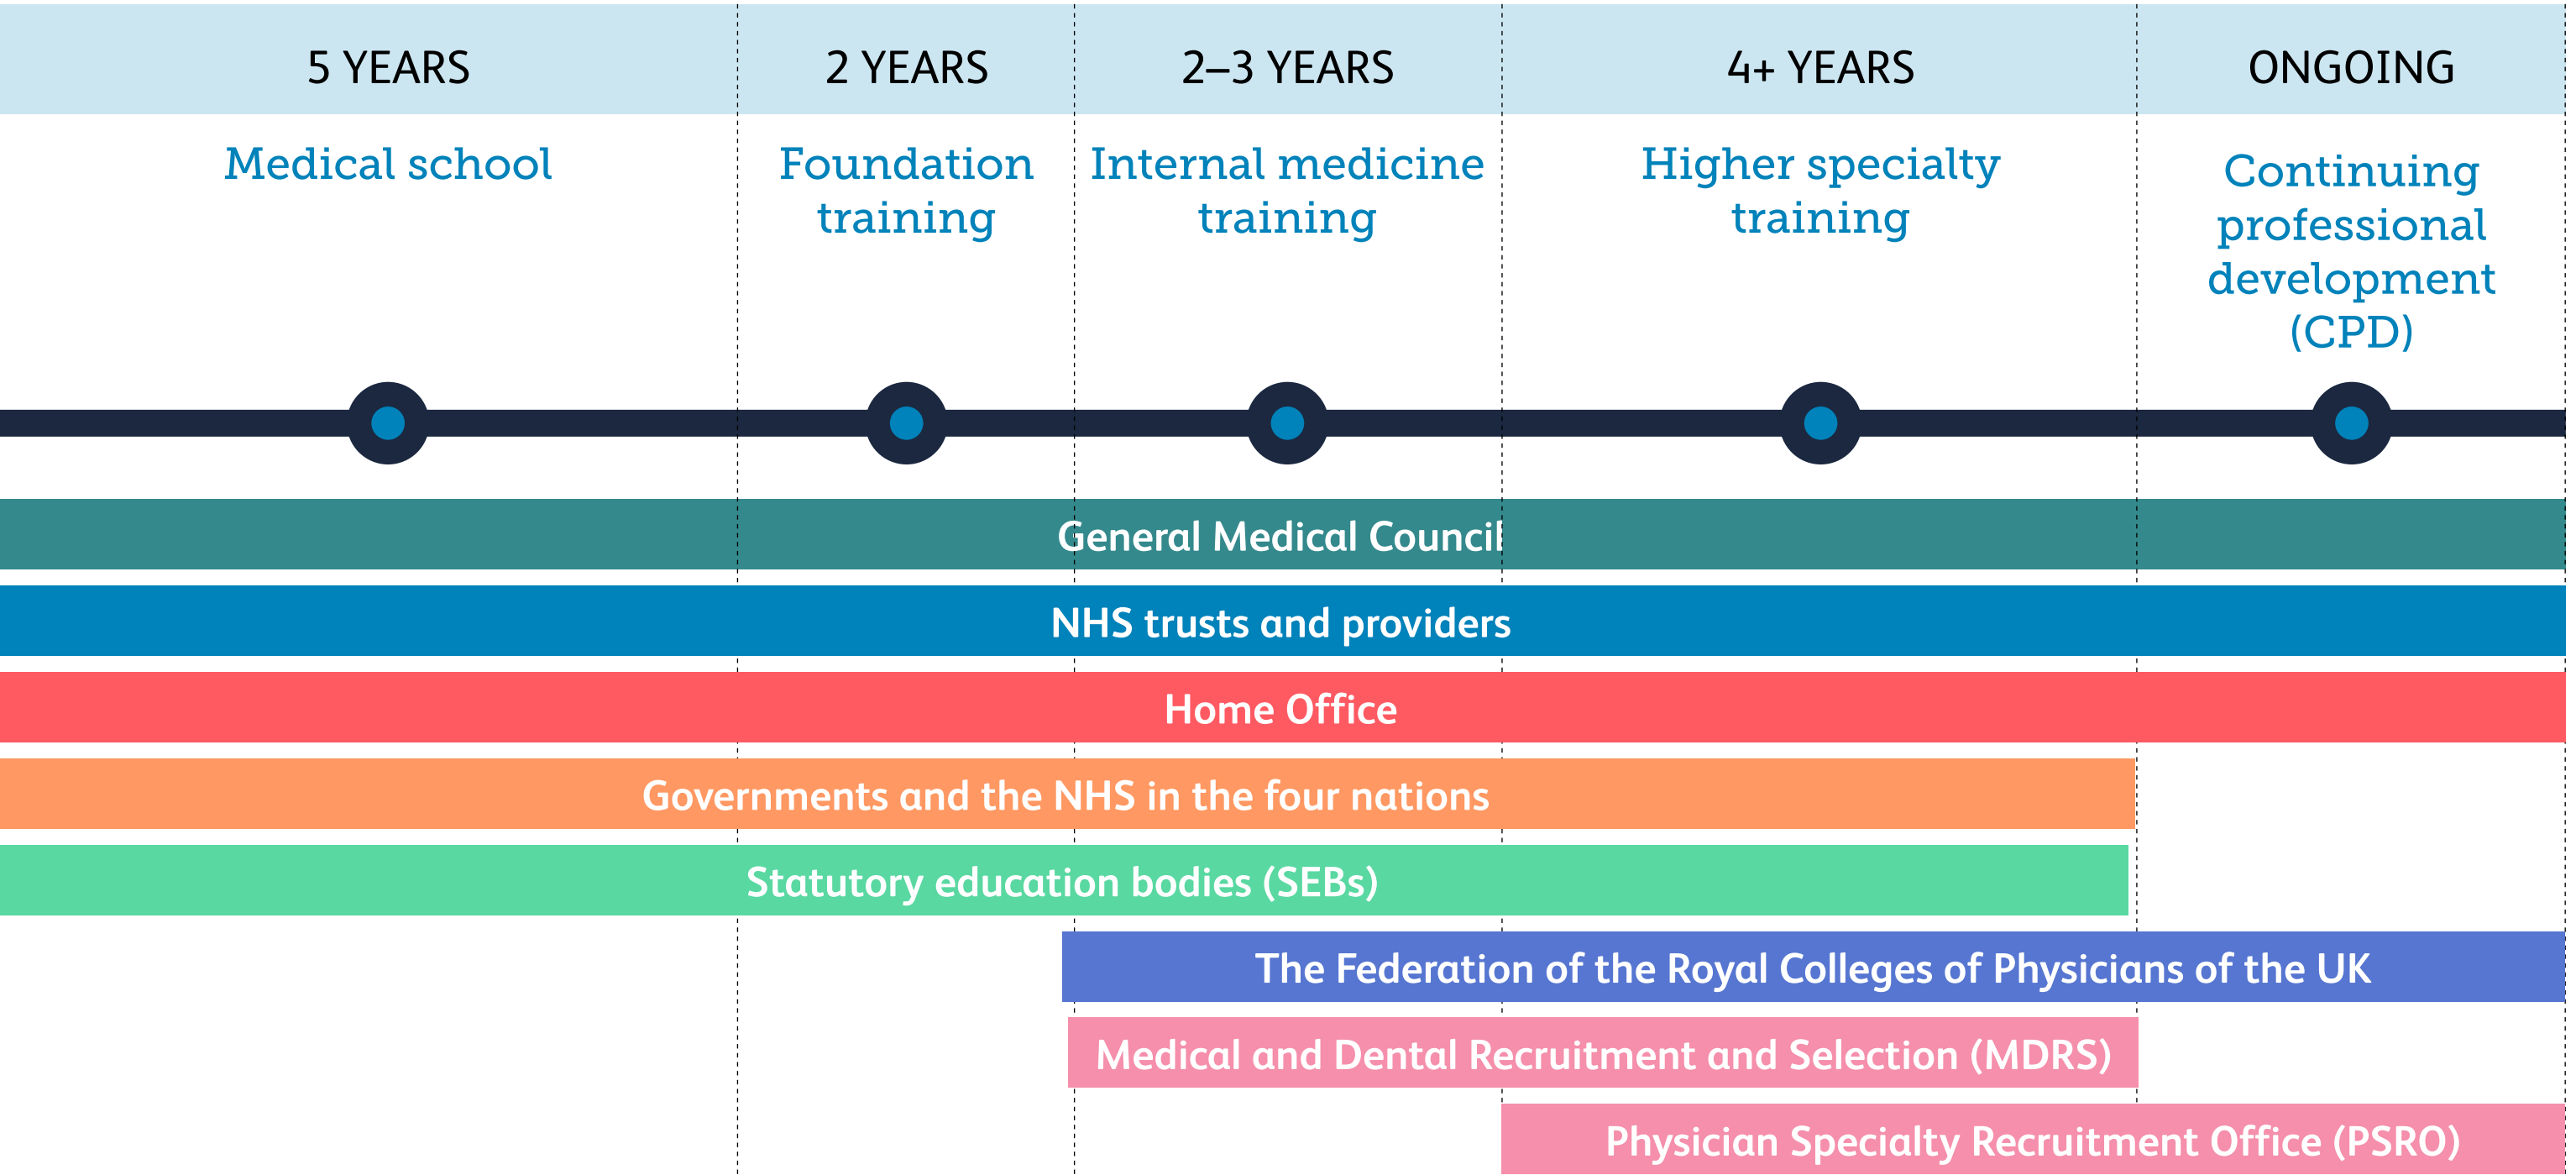 5 YEARS
2 YEARS
2–3 YEARS
4+ YEARS
ONGOING
Medical school
Foundation
training
Internal medicine
training
Higher specialty
training
Continuing
professional
development
(CPD)
General Medical Council
NHS trusts and providers
Home Office
Governments and the NHS in the four nations
Statutory education bodies (SEBs)
The Federation of the Royal Colleges of Physicians of the UK
Medical and Dental Recruitment and Selection (MDRS)
Physician Specialty Recruitment Office (PSRO)